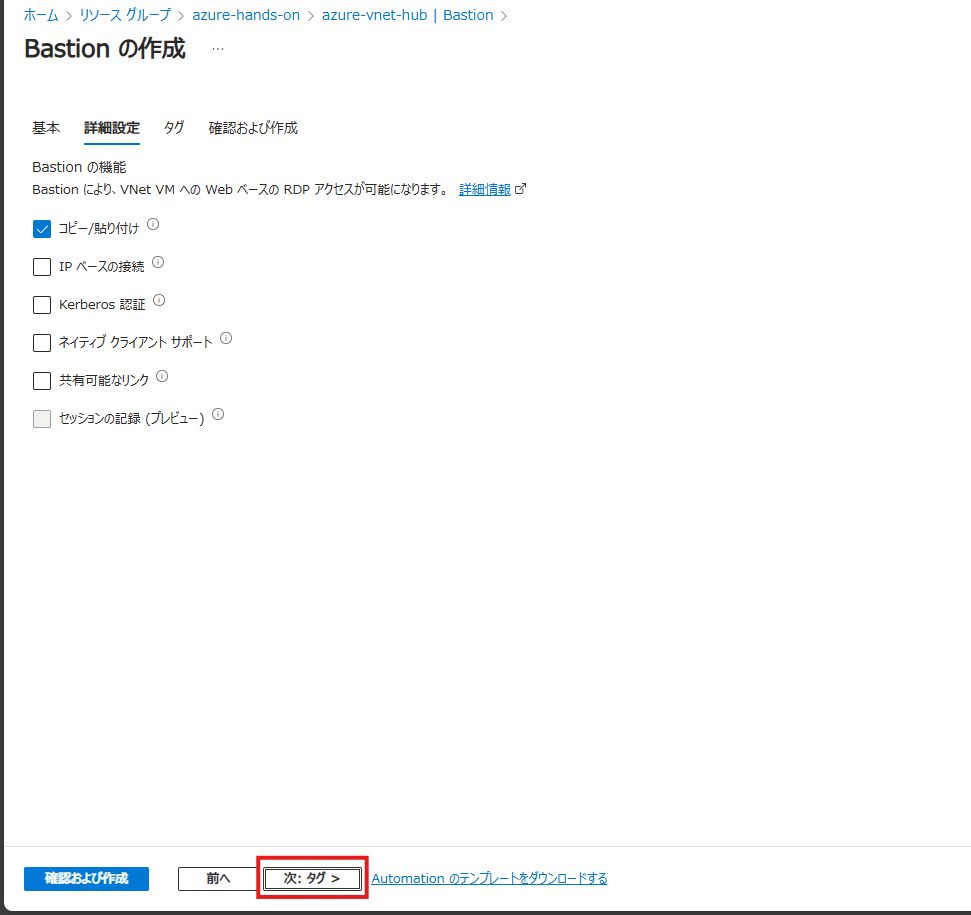 ホーム > リソース グループ > azure-hands-on > azure-vnet-hub | Bastion >
Bastion の作成 …
基本 詳細設定 タグ 確認および作成
Bastion の機能
Bastion により、VNet VM への Web ベースの RDP アクセスが可能になります。 詳細情報
コピー/貼り付け
IP ベースの接続
Kerberos 認証
ネイティブ クライアント サポート
共有可能なリンク
セッションの記録 (プレビュー)
確認および作成 前へ 次: タグ > Automation のテンプレートをダウンロードする